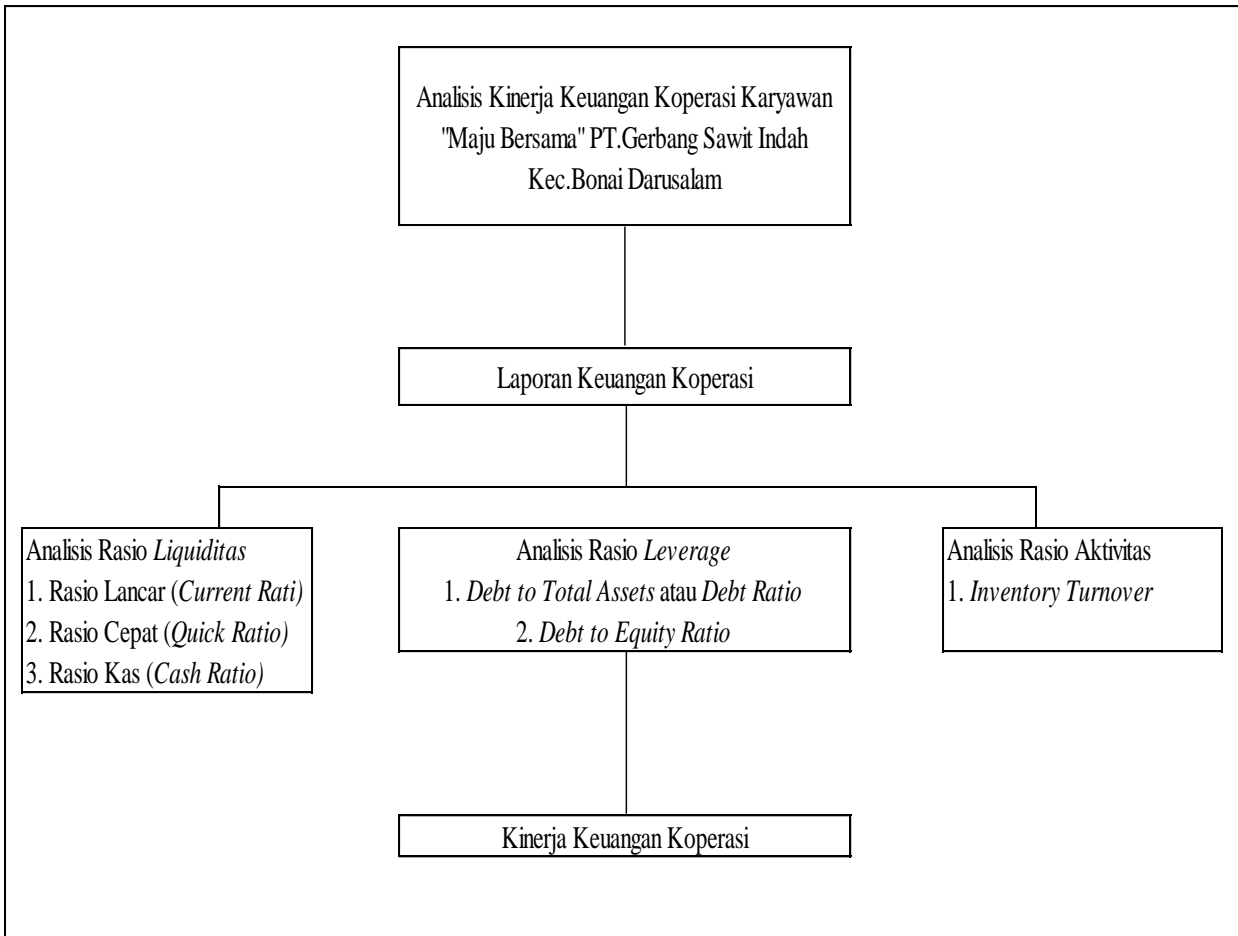 Analisis Kinerja Keuangan Koperasi Karyawan
"Maju Bersama" PT.Gerbang Sawit Indah
Kec.Bonai Darusalam
Laporan Keuangan Koperasi
Analisis Rasio Liquiditas
1. Rasio Lancar (Current Rati)
2. Rasio Cepat (Quick Ratio)
3. Rasio Kas (Cash Ratio)
Analisis Rasio Leverage
1. Debt to Total Assets atau Debt Ratio
2. Debt to Equity Ratio
Analisis Rasio Aktivitas
1. Inventory Turnover
Kinerja Keuangan Koperasi